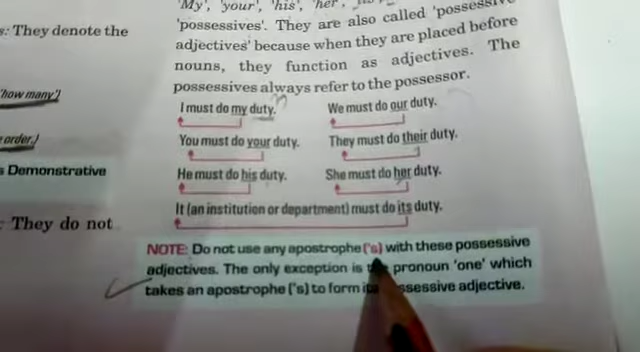 'My', 'your', 'his', 'her',
s: They denote the
'possessives'. They are also called 'possessive
adjectives' because when they are placed before
nouns, they function as adjectives. The
possessives always refer to the possessor.
'how many')
order.)
s Demonstrative
: They do not
I must do my duty. We must do our duty.
You must do your duty. They must do their duty.
He must do his duty. She must do her duty.
It (an institution or department) must do its duty.
NOTE: Do not use any apostrophe ('s) with these possessive
adjectives. The only exception is pronoun 'one' which
takes an apostrophe ('s) to form adjective.